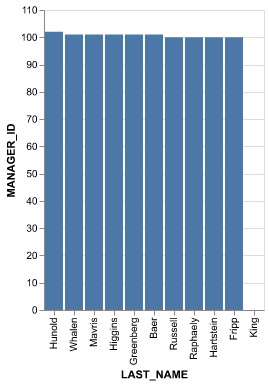 110
100
90
80
70
60
50
40
30
20
10
0
MANAGER_ID
Hunold
Whalen
Mavris
Higgins
Greenberg
Baer
Russell
Raphaely
Hartstein
Fripp
King
LAST_NAME